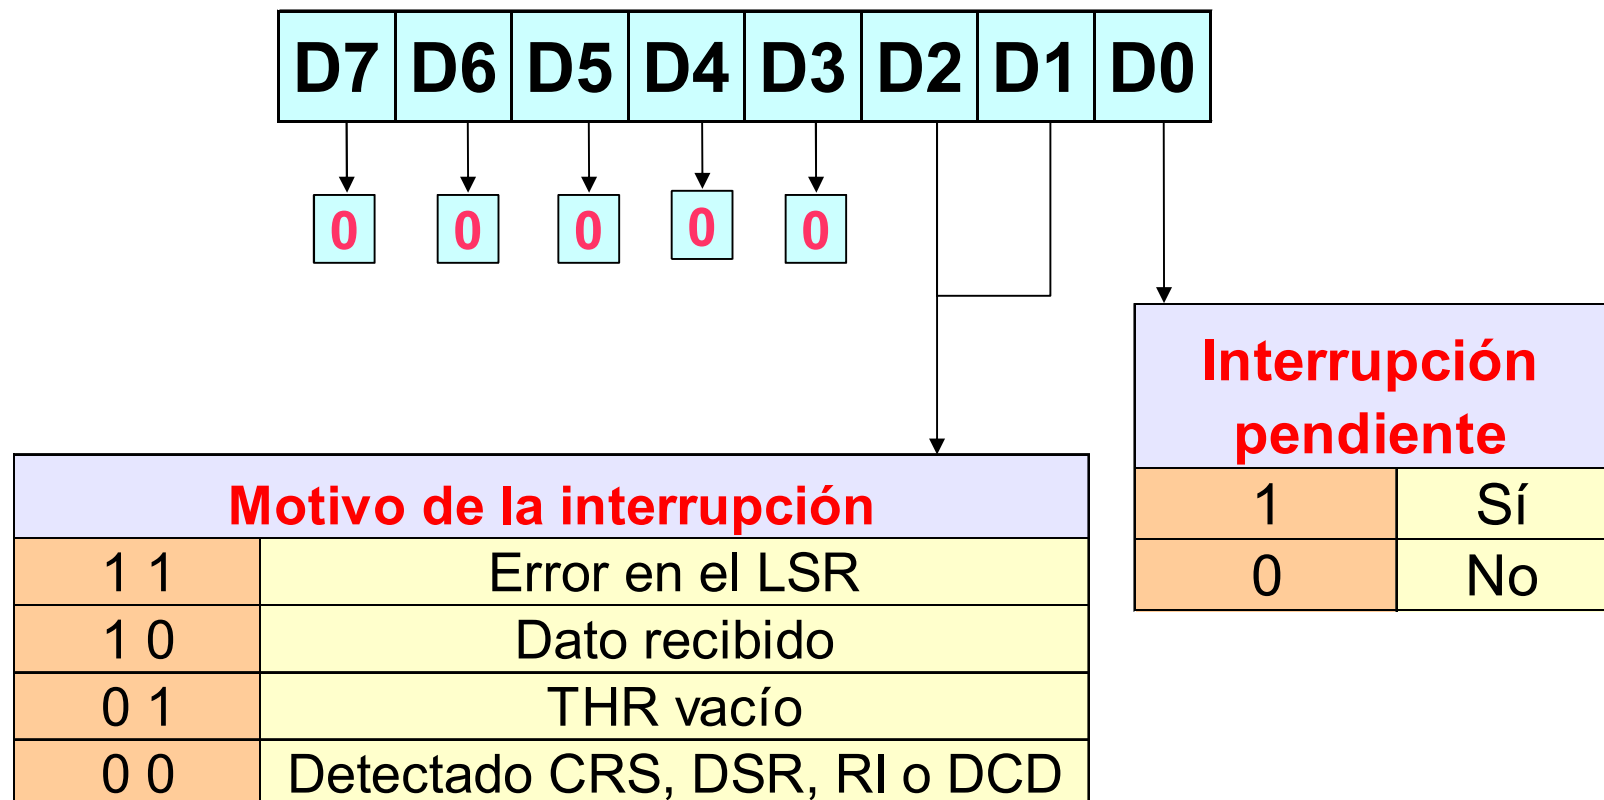 D7 D6 D5 D4 D3 D2 D1 D0
0 0 0 0 0
Interrupción
pendiente
1 Sí
0 No
Motivo de la interrupción
1 1 Error en el LSR
1 0 Dato recibido
0 1 THR vacío
0 0 Detectado CRS, DSR, RI o DCD